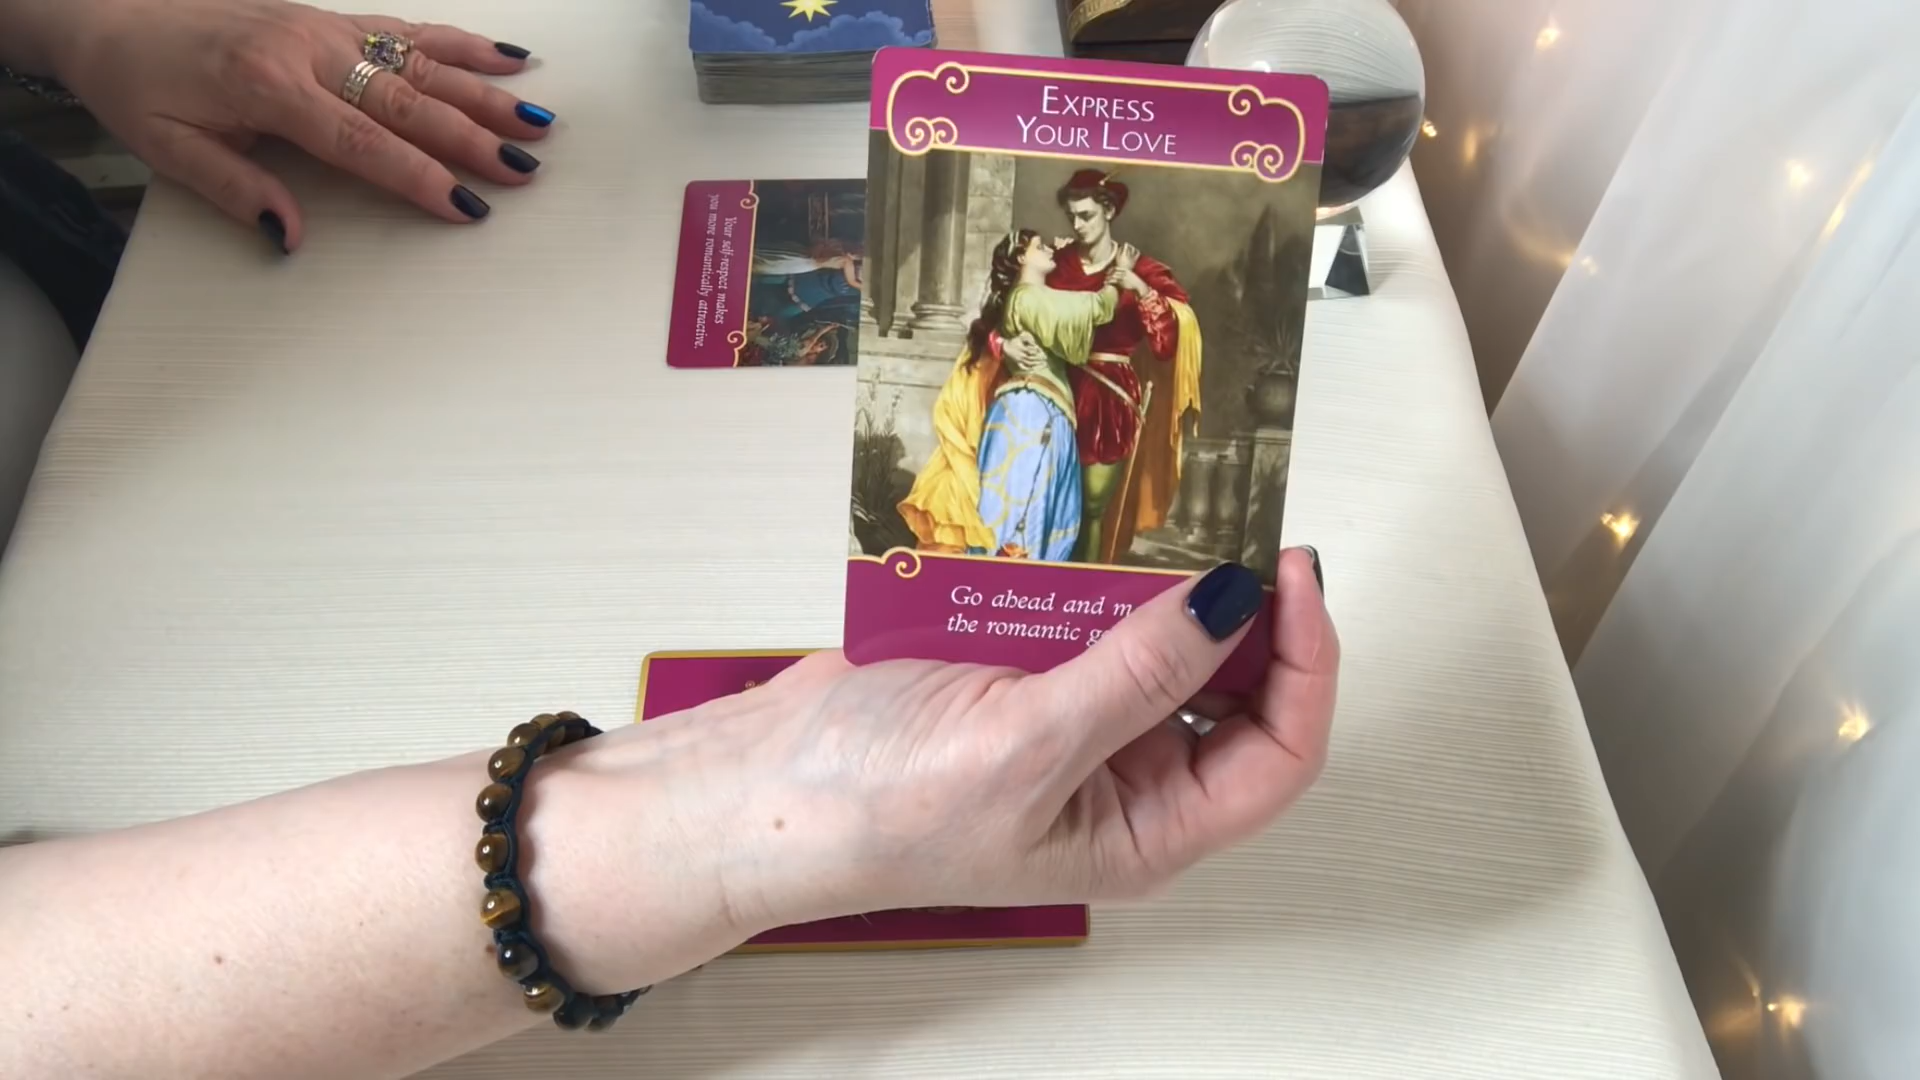 Express
Your Love
Go ahead and
the romantic
Your self-respect makes
you more romantically attractive.